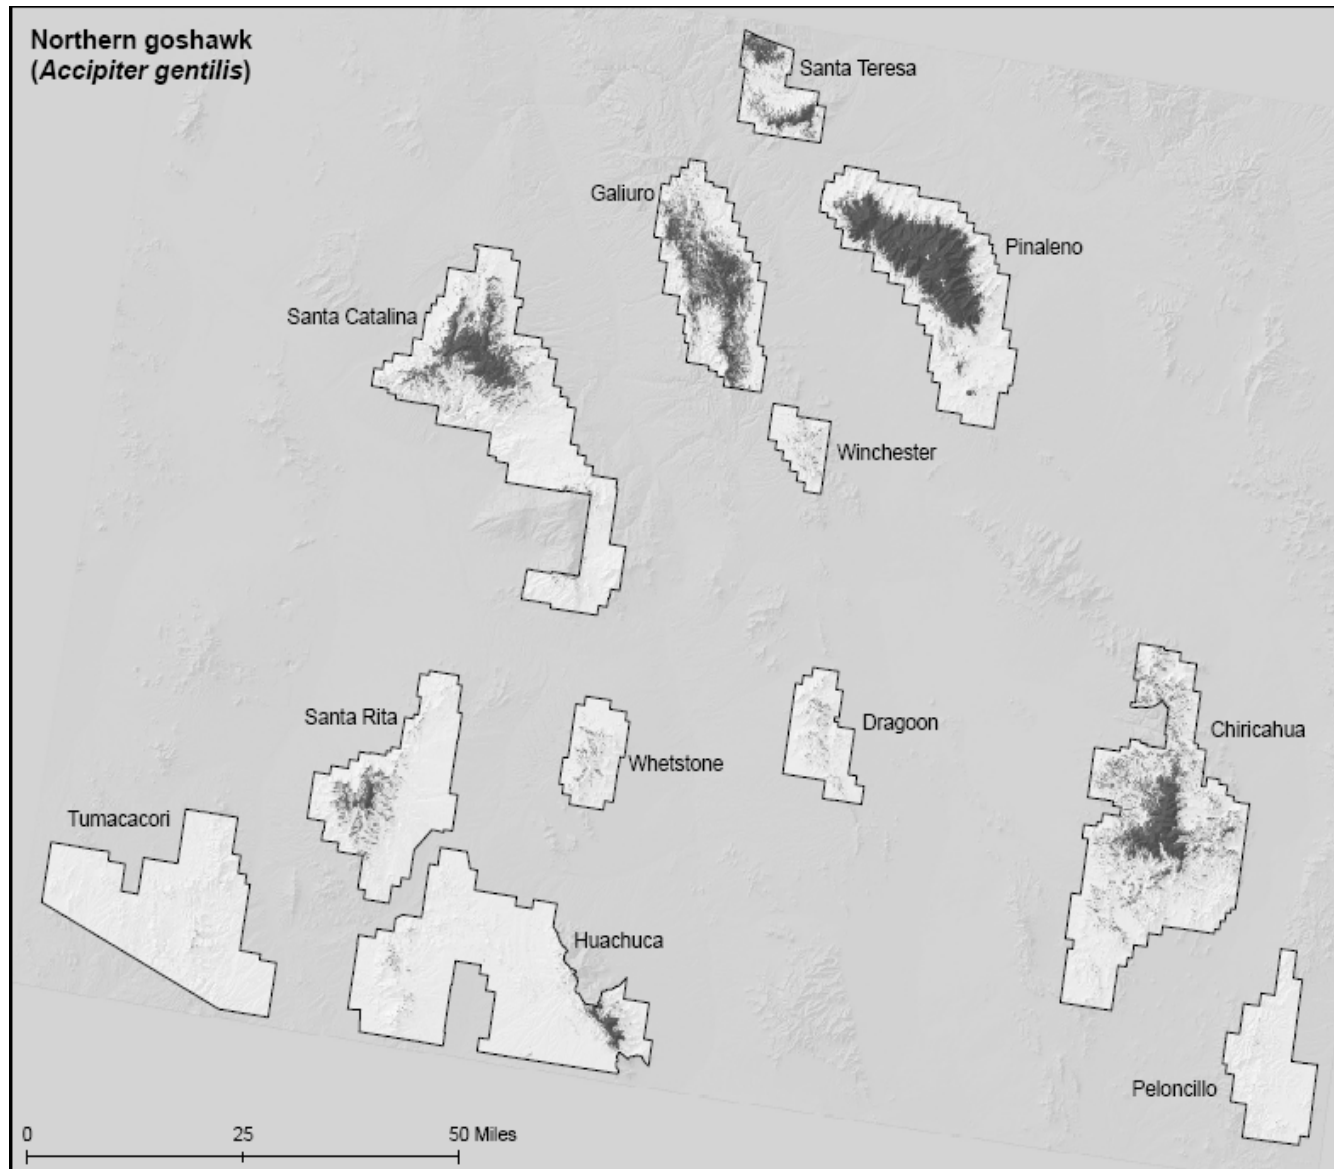 Northern goshawk
(Accipiter gentilis)
Santa Teresa
Galiuro
Pinaleno
Santa Catalina
Winchester
Santa Rita
Dragoon
Chiricahua
Whetstone
Tumacacori
Huachuca
Peloncillo
0 25 50 Miles